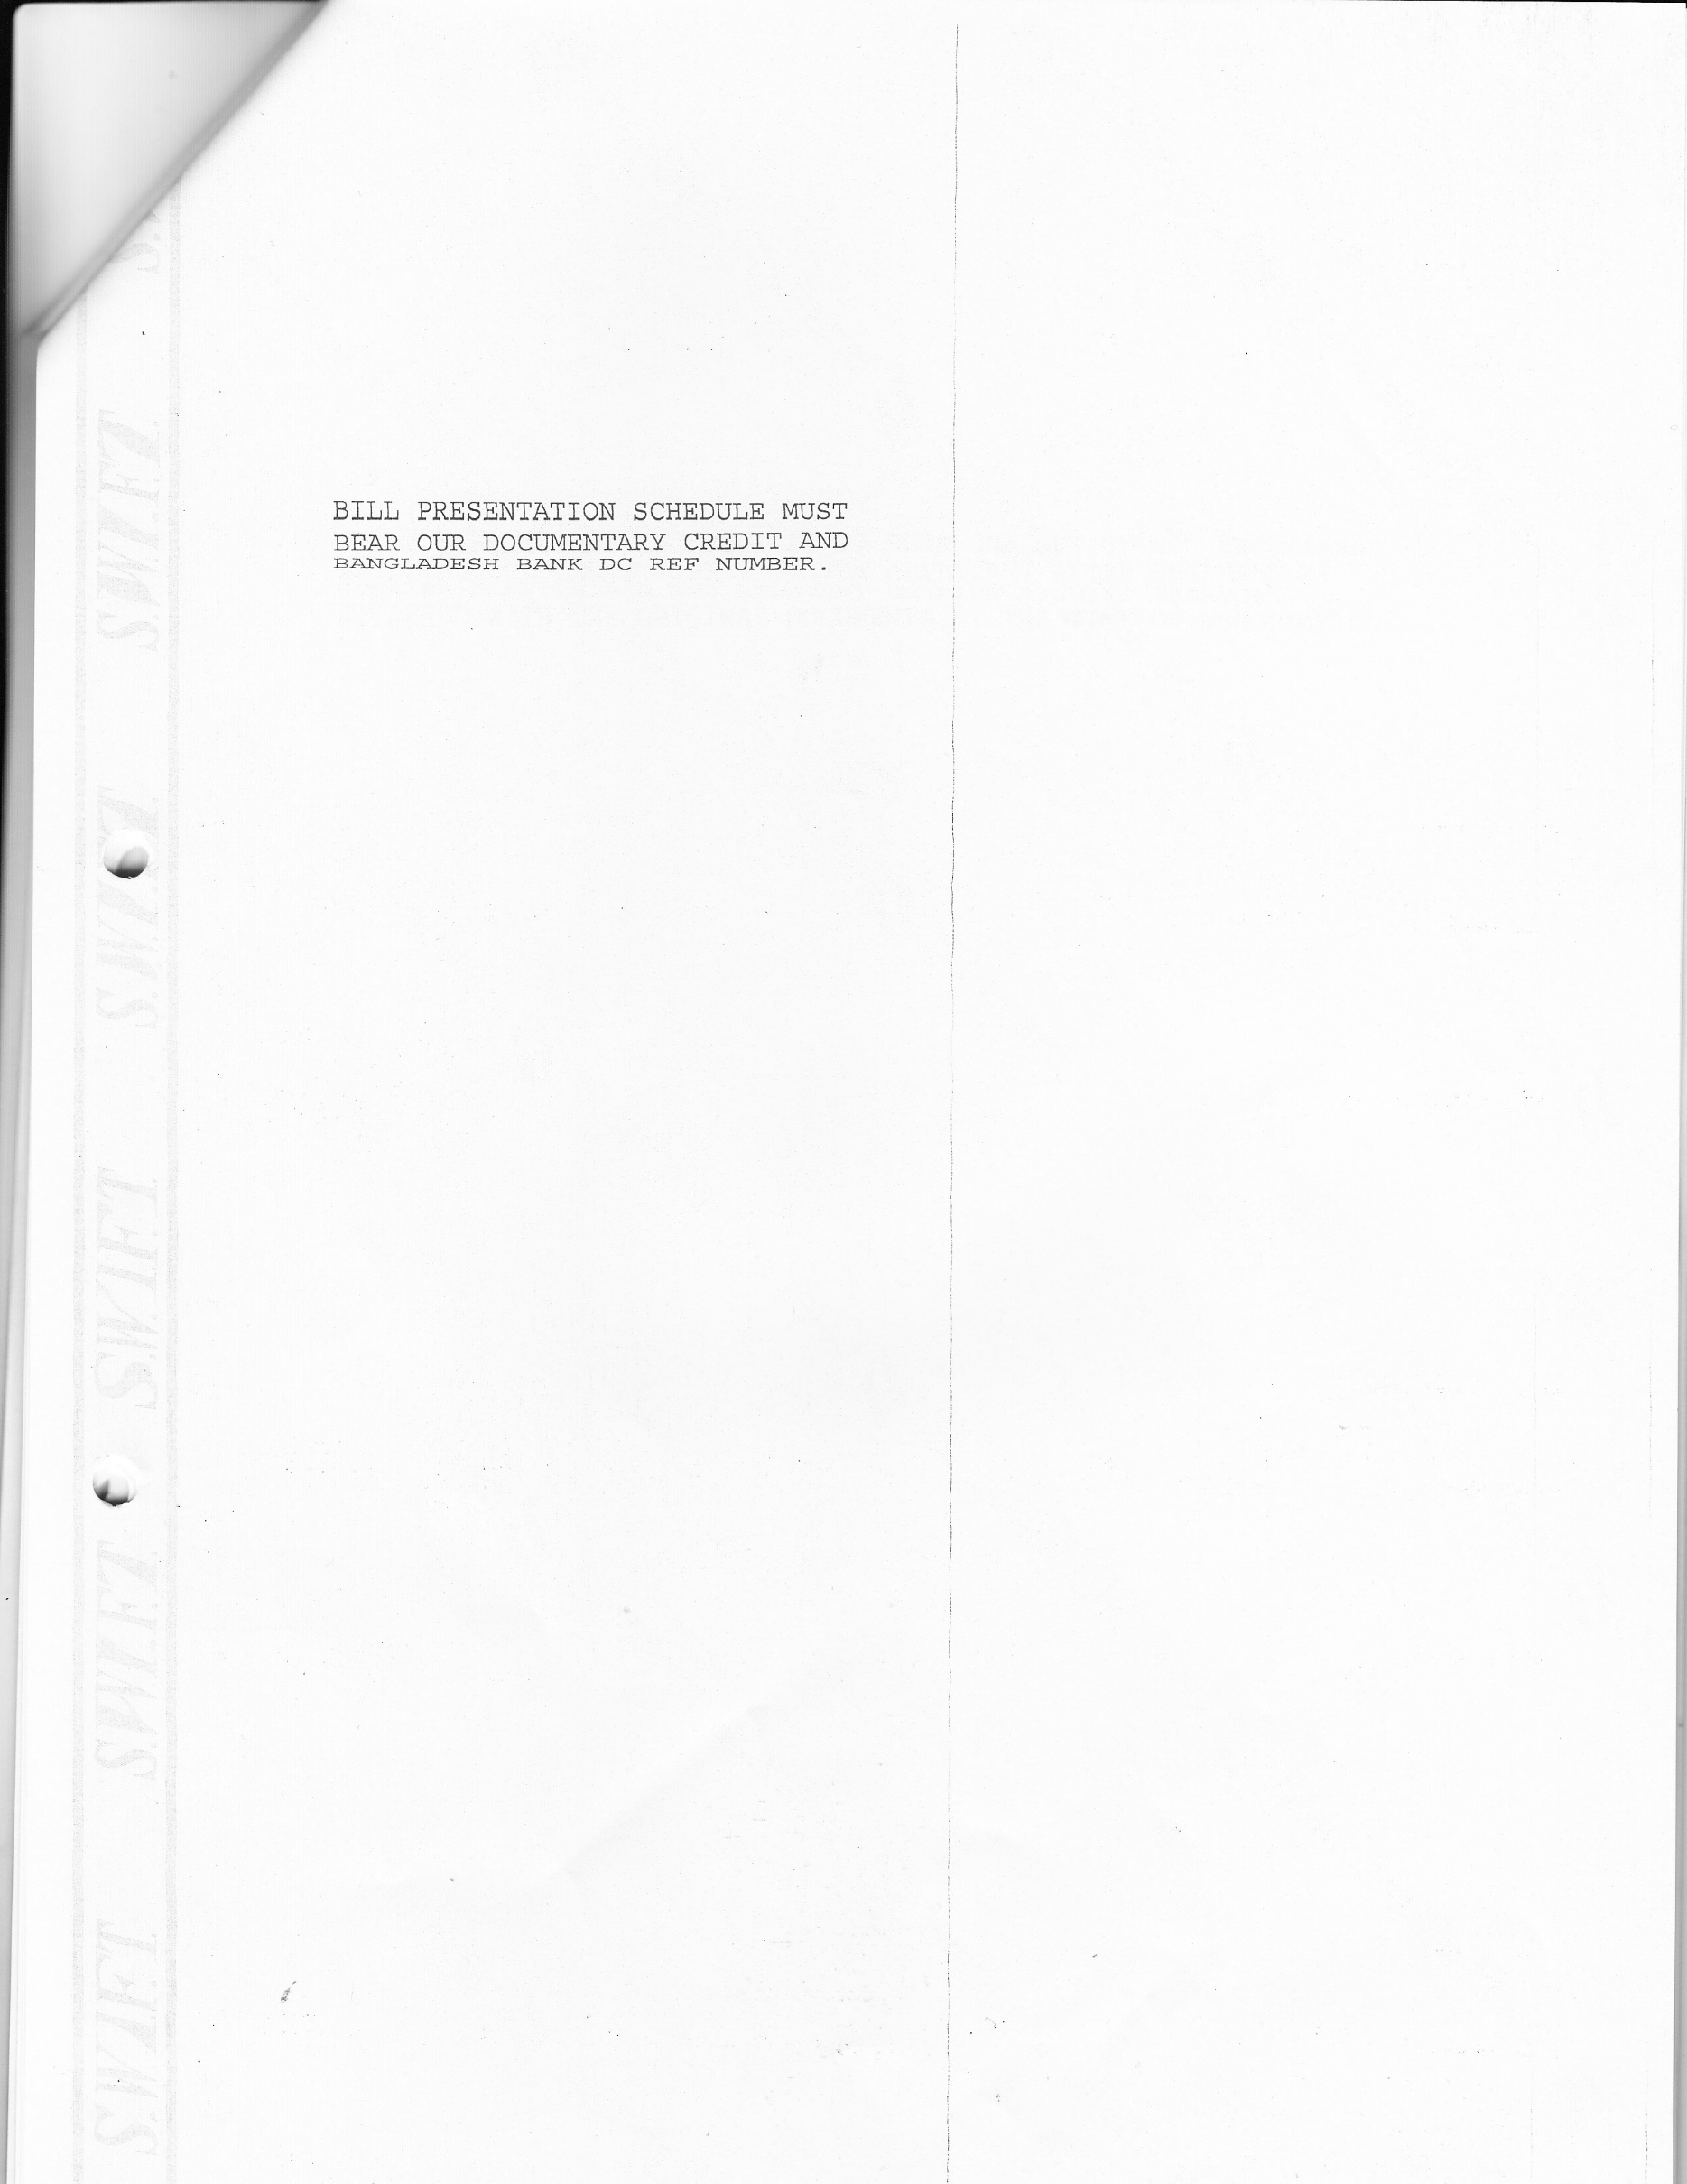 BILL PRESENTATION SCHEDULE MUST
BEAR OUR DOCUMENTARY CREDIT AND
BANGLADESH BANK DC REF NUMBER.
S.W.I.F.T.
S.W.I.F.T.
S.W.I.F.T.
S.W.I.F.T.
S.W.I.F.T.